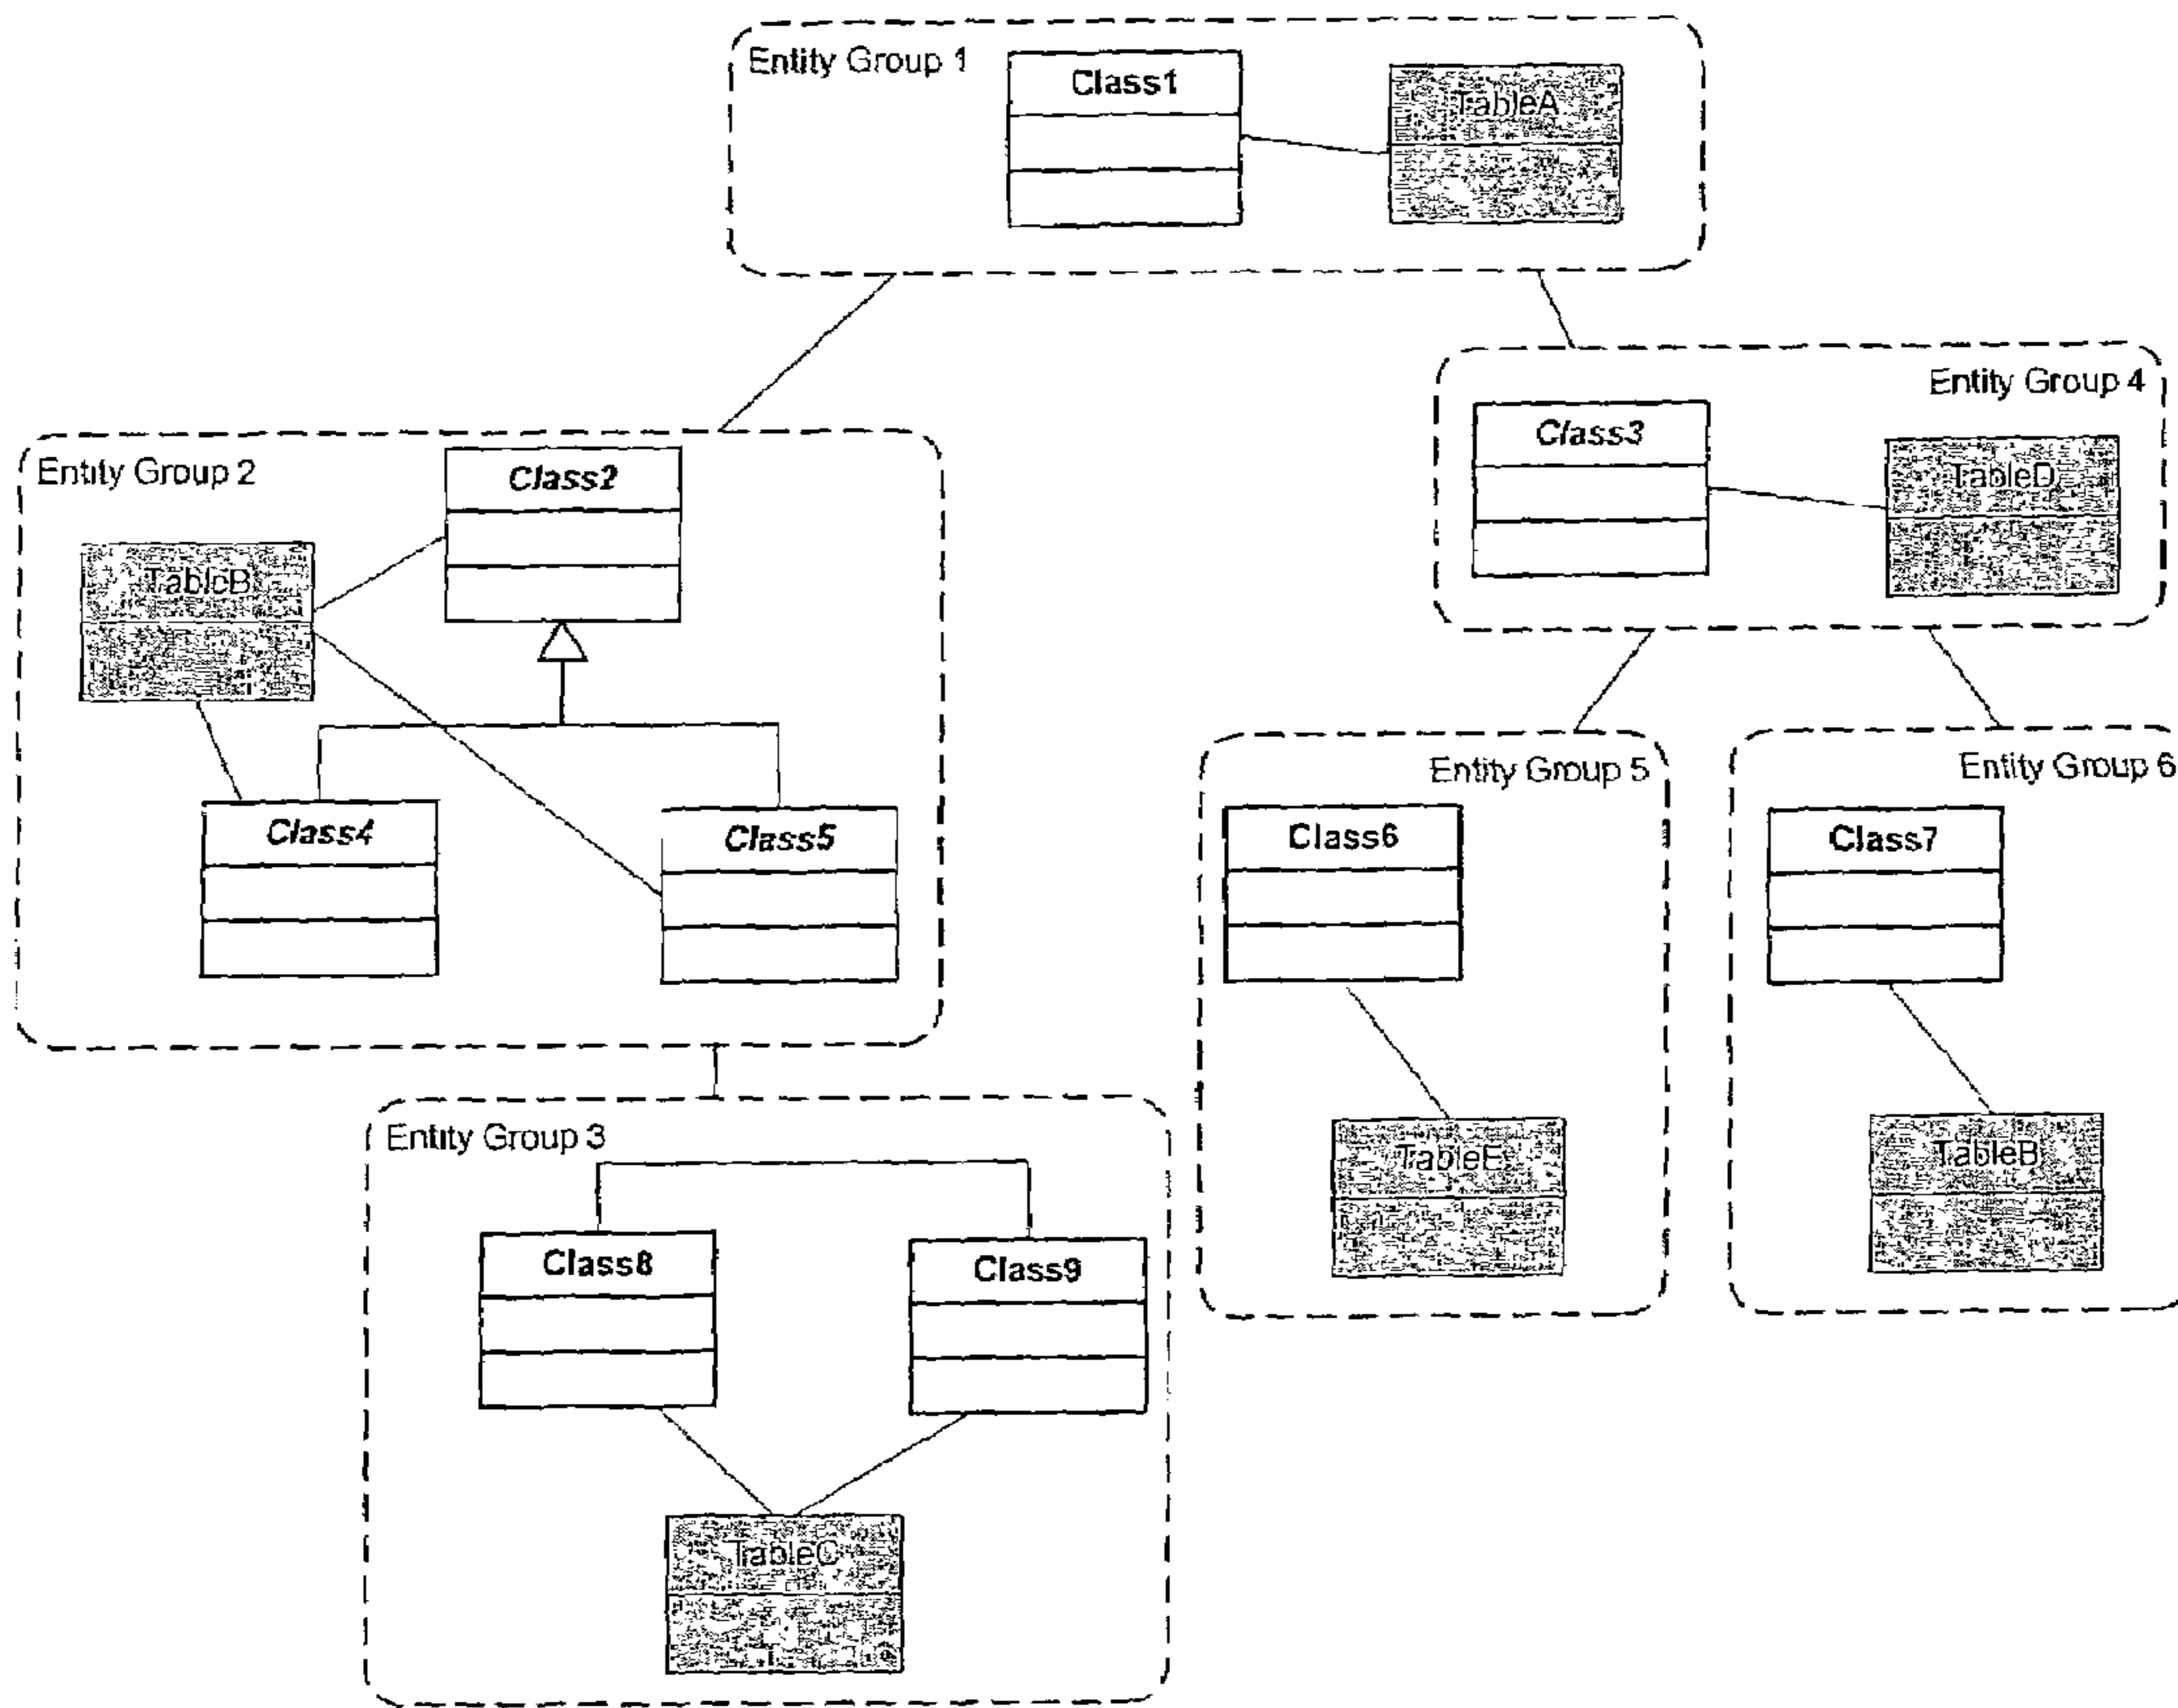 Entity Group 1
Class1
TableA
Entity Group 4
Class3
TableD
Entity Group 2
Class2
TableB
Class4
Class5
Entity Group 5
Class6
TableE
Entity Group 6
Class7
TableB
Entity Group 3
Class8
Class9
TableC